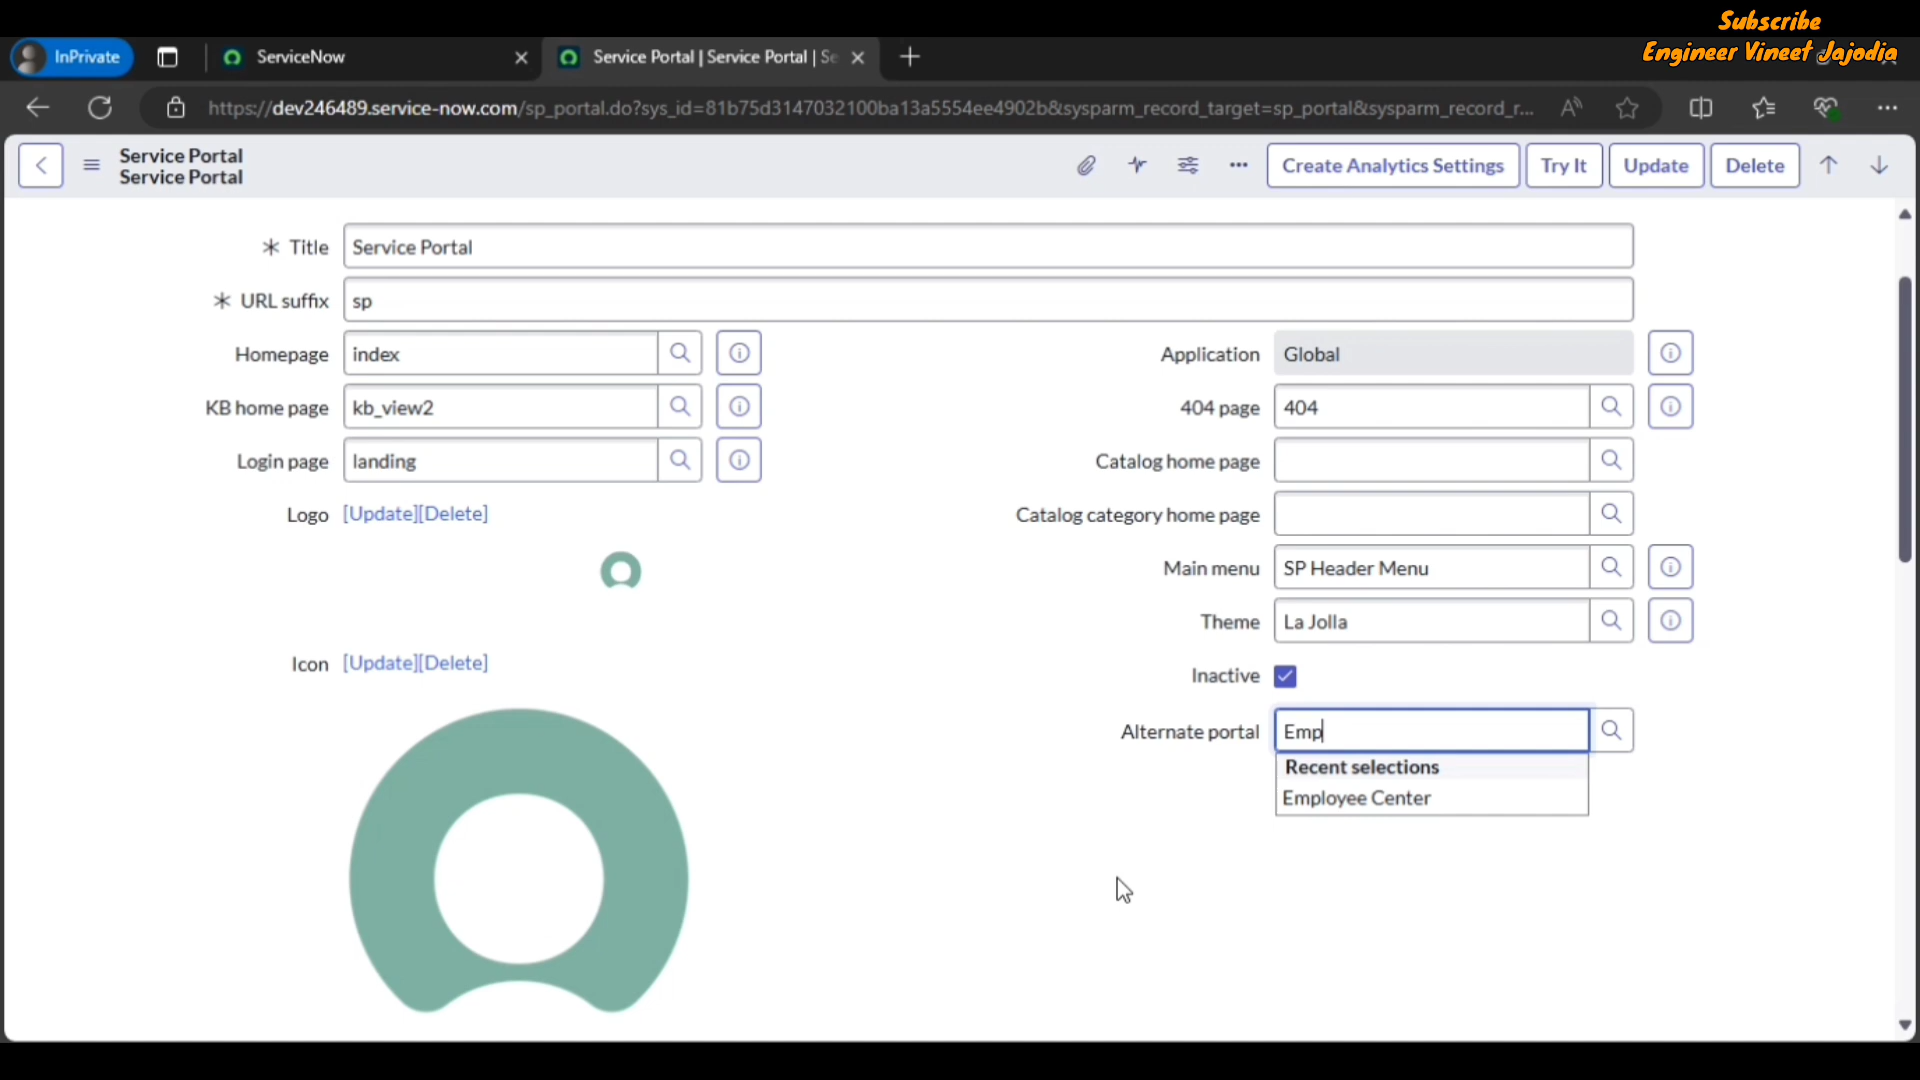 Subscribe
Engineer Vineet Jajodia
InPrivate
ServiceNow
Service Portal | Service Portal | Se
https://dev246489.service-now.com/sp_portal.do?sys_id=81b75d3147032100ba13a5554ee4902b&sysparm_record_target=sp_portal&sysparm_record_r...
Service Portal
Service Portal
Create Analytics Settings
Try It
Update
Delete
Title
Service Portal
URL suffix
sp
Homepage
index
Application
Global
KB home page
kb_view2
404 page
404
Login page
landing
Catalog home page
Logo
[Update][Delete]
Catalog category home page
Main menu
SP Header Menu
Theme
La Jolla
Icon
[Update][Delete]
Inactive
Alternate portal
Emp
Recent selections
Employee Center